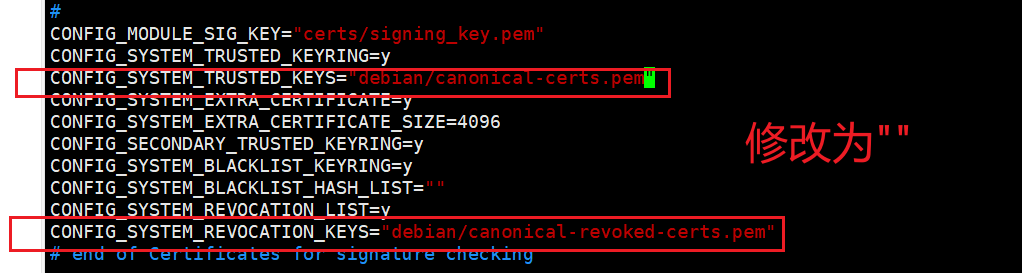 #
CONFIG_MODULE_SIG_KEY="certs/signing_key.pem"
CONFIG_SYSTEM_TRUSTED_KEYRING=y
CONFIG_SYSTEM_TRUSTED_KEYS="debian/canonical-certs.pem"
CONFIG_SYSTEM_EXTRA_CERTIFICATE=y
CONFIG_SYSTEM_EXTRA_CERTIFICATE_SIZE=4096
CONFIG_SECONDARY_TRUSTED_KEYRING=y
修改为""
CONFIG_SYSTEM_BLACKLIST_KEYRING=y
CONFIG_SYSTEM_BLACKLIST_HASH_LIST=""
CONFIG_SYSTEM_REVOCATION_LIST=y
CONFIG_SYSTEM_REVOCATION_KEYS="debian/canonical-revoked-certs.pem"
# end of Certificates for signature checking